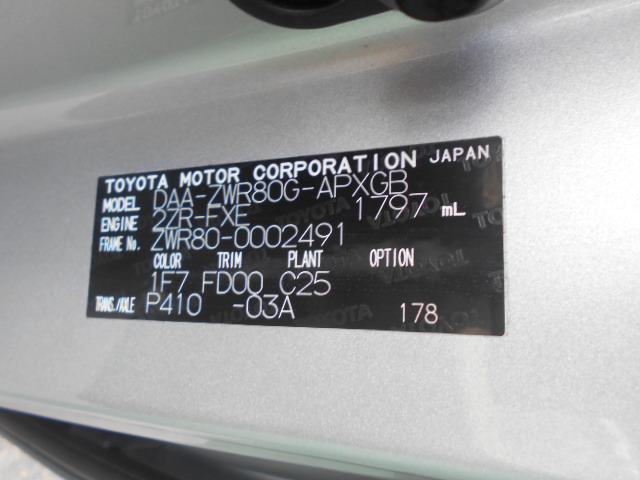 TOYOTA MOTOR CORPORATION JAPAN
MODEL DAA-ZWR80G-APXGB
ENGINE 2ZR-FXE 1797 mL
FRAME No. ZWR80-0002491
COLOR TRIM PLANT OPTION
1F7 FD00 C25
TRANS./AXLE P410 -03A 178